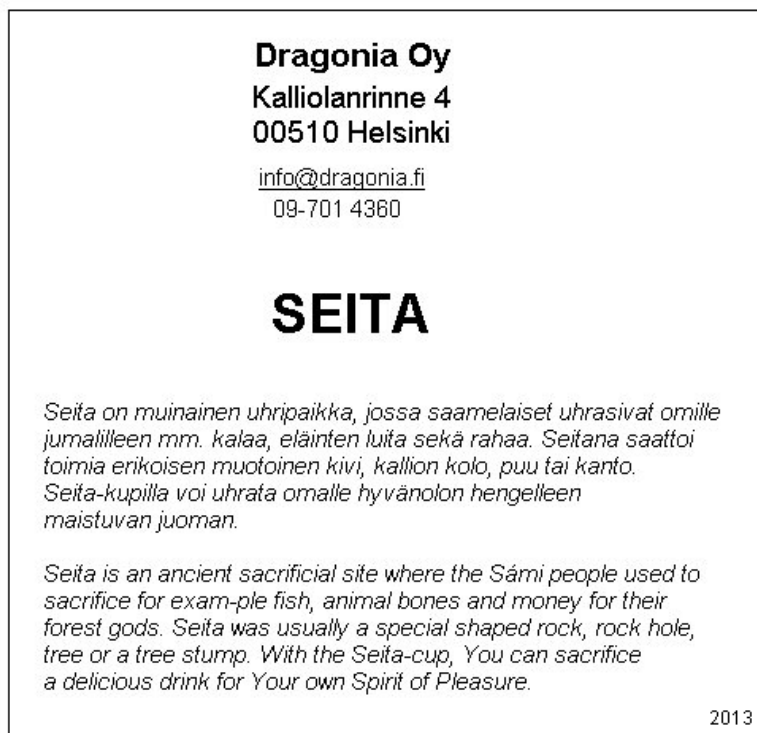 Dragonia Oy
Kalliolanrinne 4
00510 Helsinki
info@dragonia.fi
09-701 4360
SEITA
Seita on muinainen uhripaikka, jossa saamelaiset uhrasivat omille
jumalilleen mm. kalaa, eläinten luita sekä rahaa. Seitana saattoi
toimia erikoisen muotoinen kivi, kallion kolo, puu tai kanto.
Seita-kupilla voi uhrata omalle hyvänolon hengelleen
maistuvan juoman.
Seita is an ancient sacrificial site where the Sámi people used to
sacrifice for exam-ple fish, animal bones and money for their
forest gods. Seita was usually a special shaped rock, rock hole,
tree or a tree stump. With the Seita-cup, You can sacrifice
a delicious drink for Your own Spirit of Pleasure.
2013